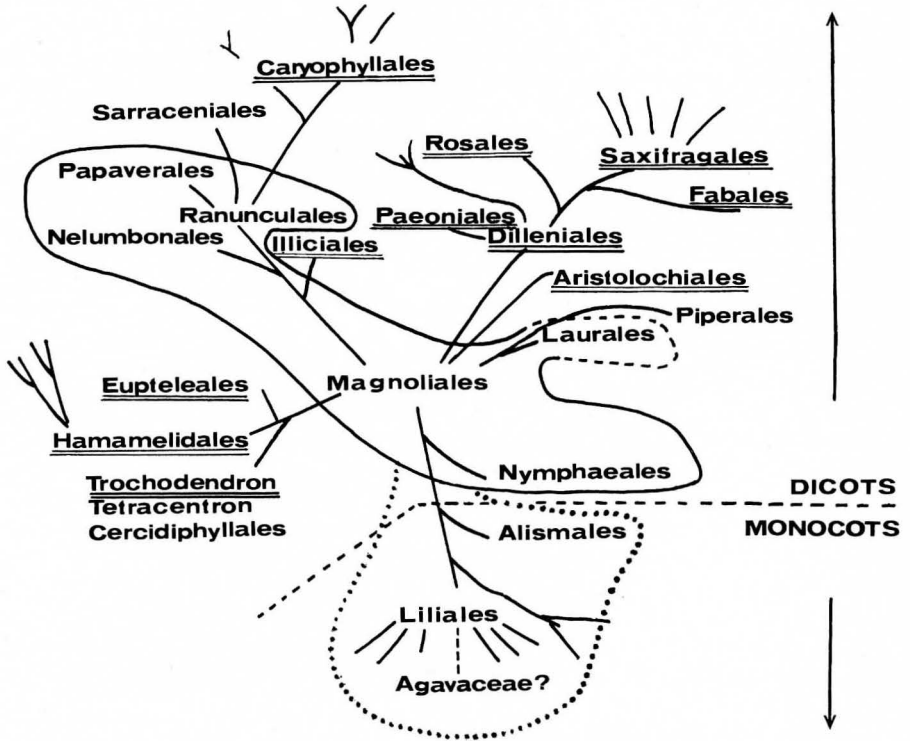 Caryophyllales
Sarraceniales
Rosales
Saxifragales
Papaverales
Fabales
Ranunculales
Paeoniales
Nelumbonales
Illiciales
Dilleniales
Aristolochiales
Piperales
Laurales
Magnoliales
Eupteleales
Hamamelidales
Nymphaeales
Trochodendron
Tetracentron
Cercidiphyllales
DICOTS
MONOCOTS
Alismales
Liliales
Agavaceae?